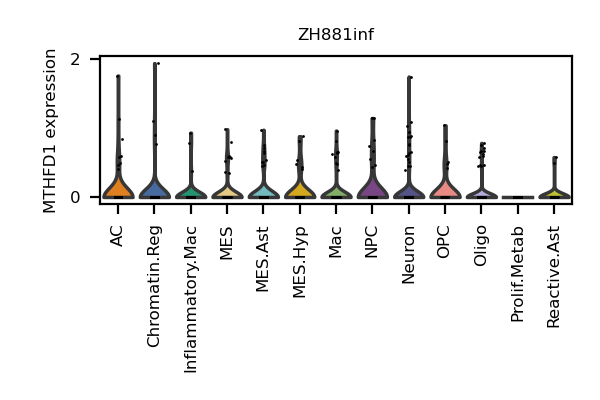 ZH881inf
MTHFD1 expression
2
0
AC
Chromatin.Reg
Inflammatory.Mac
MES
MES.Ast
MES.Hyp
Mac
NPC
Neuron
OPC
Oligo
Prolif.Metab
Reactive.Ast